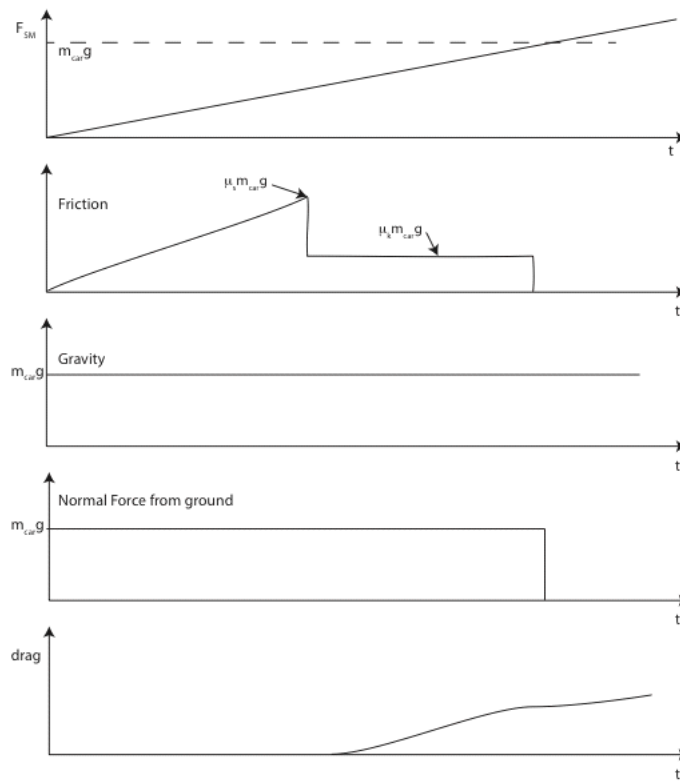 F_SM
m_car g
t
μ_s m_car g
Friction
μ_k m_car g
t
Gravity
m_car g
t
Normal Force from ground
m_car g
t
drag
t